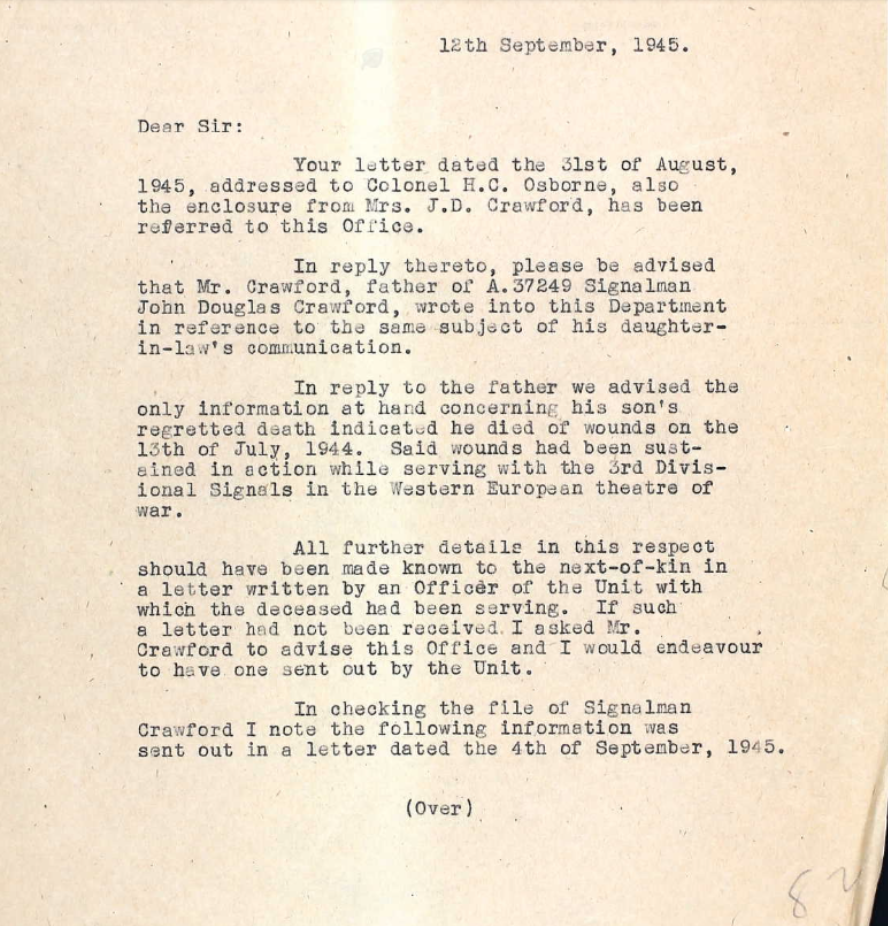 12th September, 1945.
Dear Sir:
Your letter dated the 31st of August,
1945, addressed to Colonel H.C. Osborne, also
the enclosure from Mrs. J.D. Crawford, has been
referred to this Office.
In reply thereto, please be advised
that Mr. Crawford, father of A.37249 Signalman
John Douglas Crawford, wrote into this Department
in reference to the same subject of his daughter-
in-law's communication.
In reply to the father we advised the
only information at hand concerning his son's
regretted death indicated he died of wounds on the
13th of July, 1944.  Said wounds had been sust-
ained in action while serving with the 3rd Divis-
ional Signals in the Western European theatre of
war.
All further details in this respect
should have been made known to the next-of-kin in
a letter written by an Officer of the Unit with
which the deceased had been serving.  If such
a letter had not been received I asked Mr.
Crawford to advise this Office and I would endeavour
to have one sent out by the Unit.
In checking the file of Signalman
Crawford I note the following information was
sent out in a letter dated the 4th of September, 1945.
(Over)
82